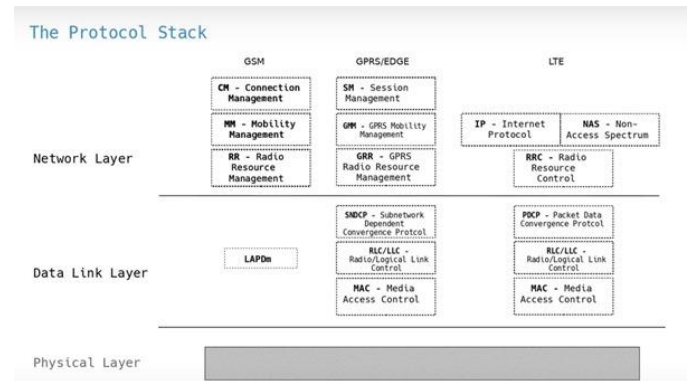 The Protocol Stack
GSM
GPRS/EDGE
LTE
CM - Connection
Management
SM - Session
Management
MM - Mobility
Management
GMM - GPRS Mobility
Management
IP - Internet
Protocol
NAS - Non-
Access Spectrum
Network Layer
RR - Radio
Resource
Management
GRR - GPRS
Radio Resource
Management
RRC - Radio
Resource
Control
SNDCP - Subnetwork
Dependent
Convergence Protcol
PDCP - Packet Data
Convergence Protcol
Data Link Layer
LAPDm
RLC/LLC -
Radio/Logical Link
Control
RLC/LLC -
Radio/Logical Link
Control
MAC - Media
Access Control
MAC - Media
Access Control
Physical Layer